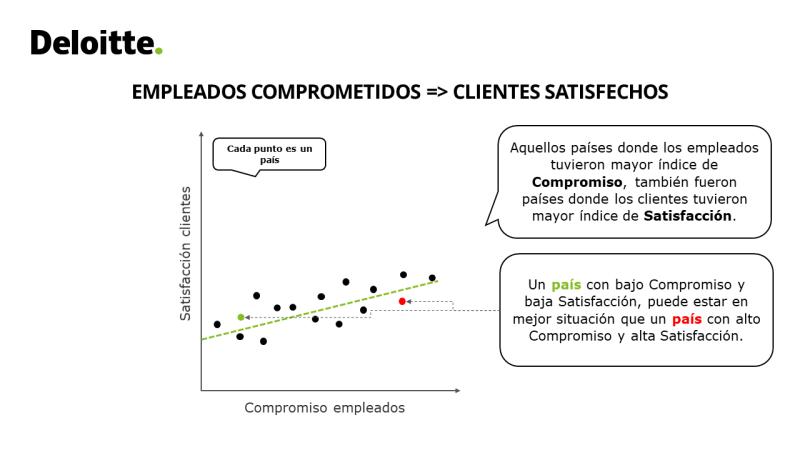 Deloitte.
EMPLEADOS COMPROMETIDOS => CLIENTES SATISFECHOS
Cada punto es un
país
Aquellos países donde los empleados
tuvieron mayor índice de
Compromiso, también fueron
países donde los clientes tuvieron
mayor índice de Satisfacción.
Satisfacción clientes
Un país con bajo Compromiso y
baja Satisfacción, puede estar en
mejor situación que un país con alto
Compromiso y alta Satisfacción.
Compromiso empleados